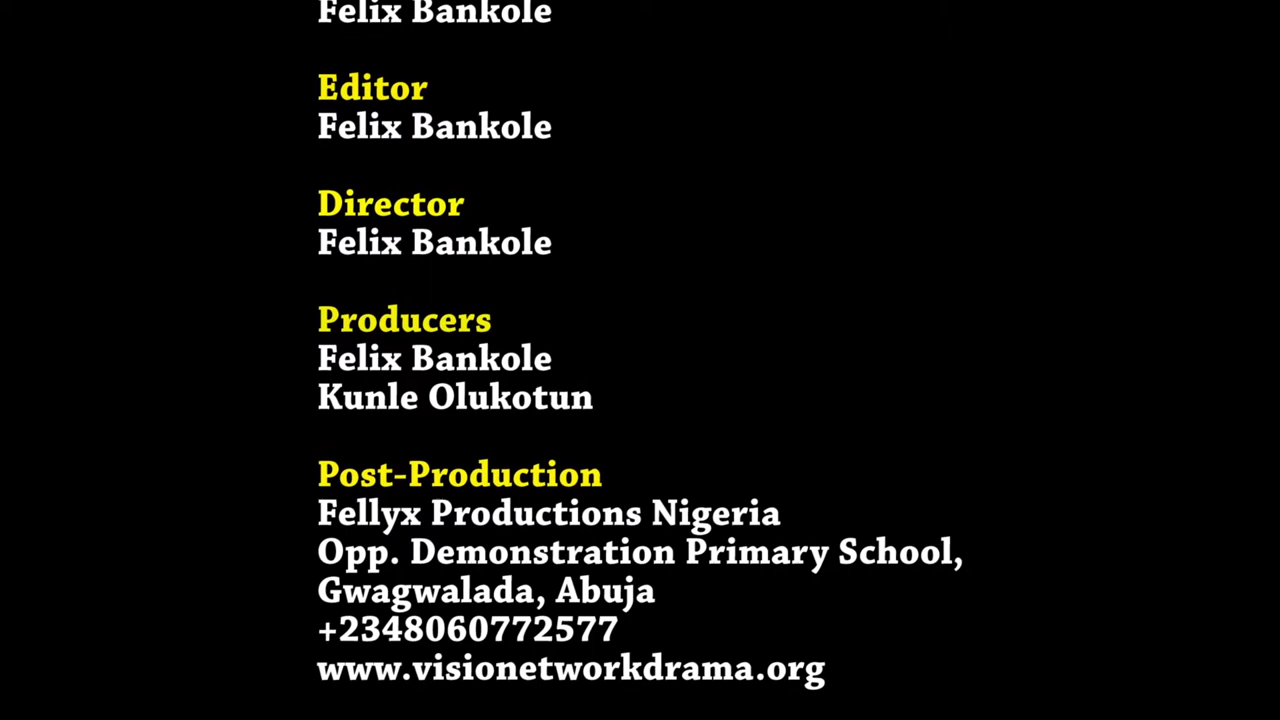 Felix Bankole
Editor
Felix Bankole
Director
Felix Bankole
Producers
Felix Bankole
Kunle Olukotun
Post-Production
Fellyx Productions Nigeria
Opp. Demonstration Primary School,
Gwagwalada, Abuja
+2348060772577
www.visionetworkdrama.org